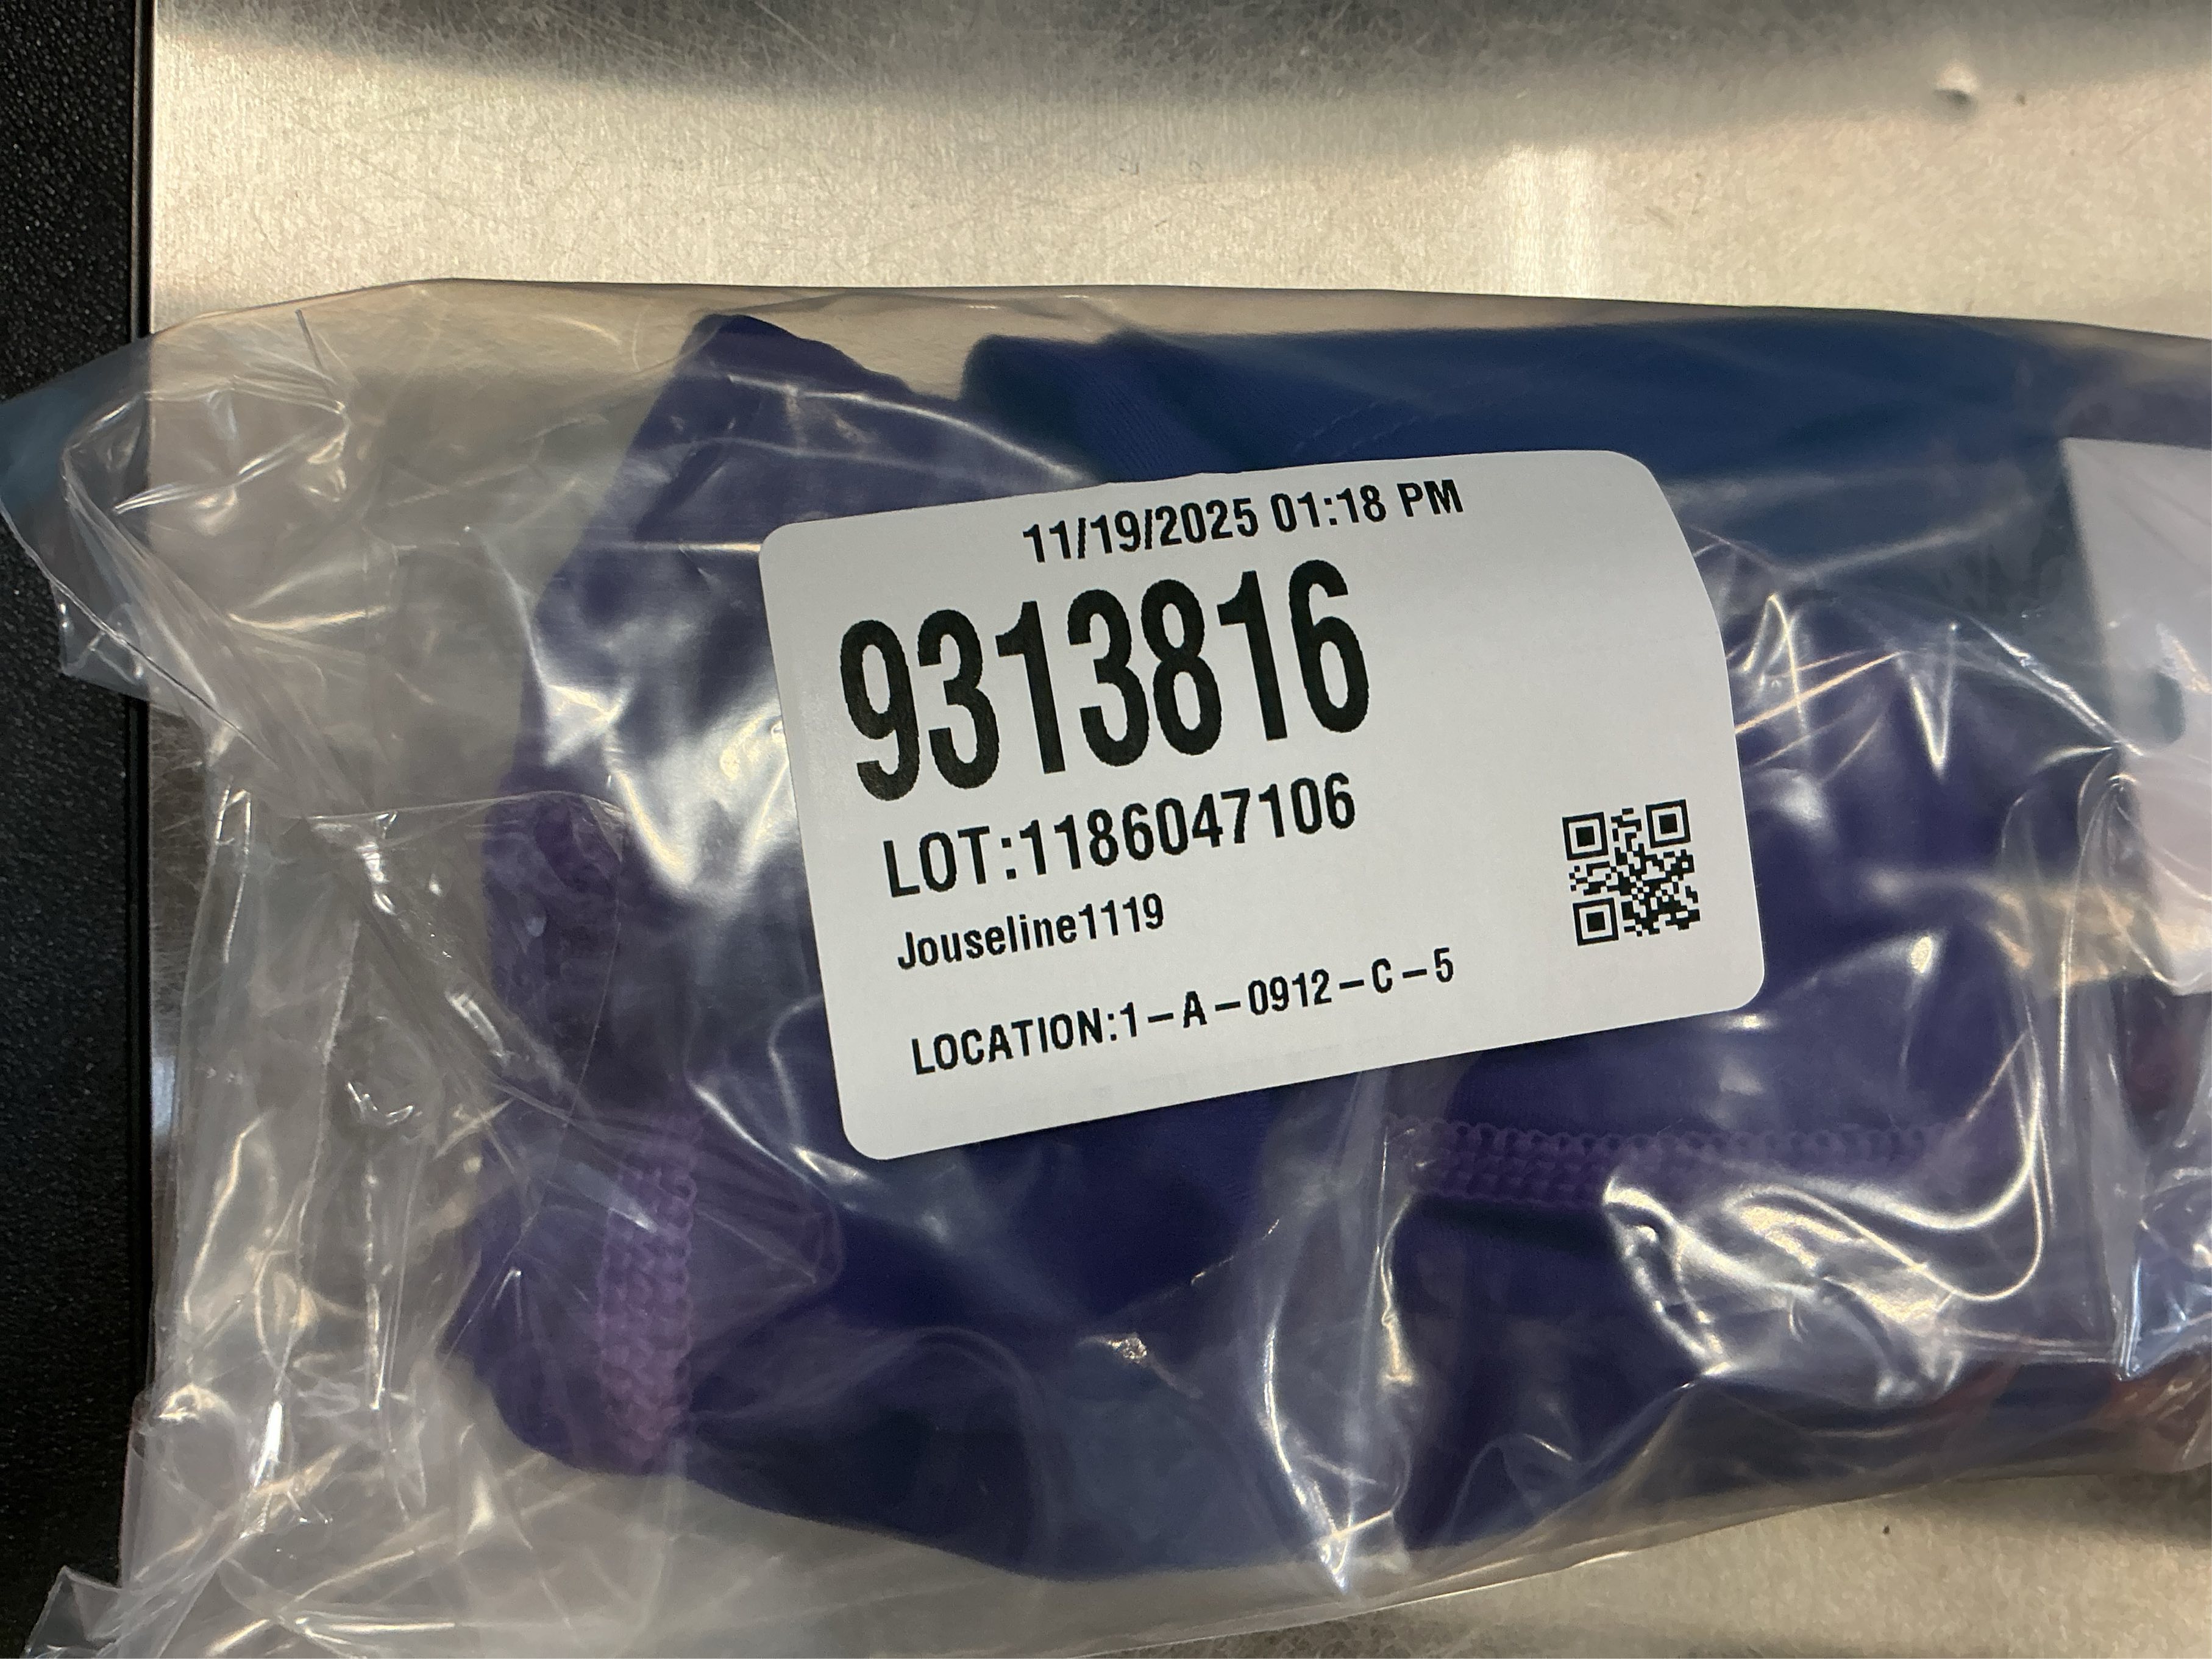 11/19/2025 01:18 PM
9313816
LOT:1186047106
Jouseline1119
LOCATION:1-A-0912-C-5